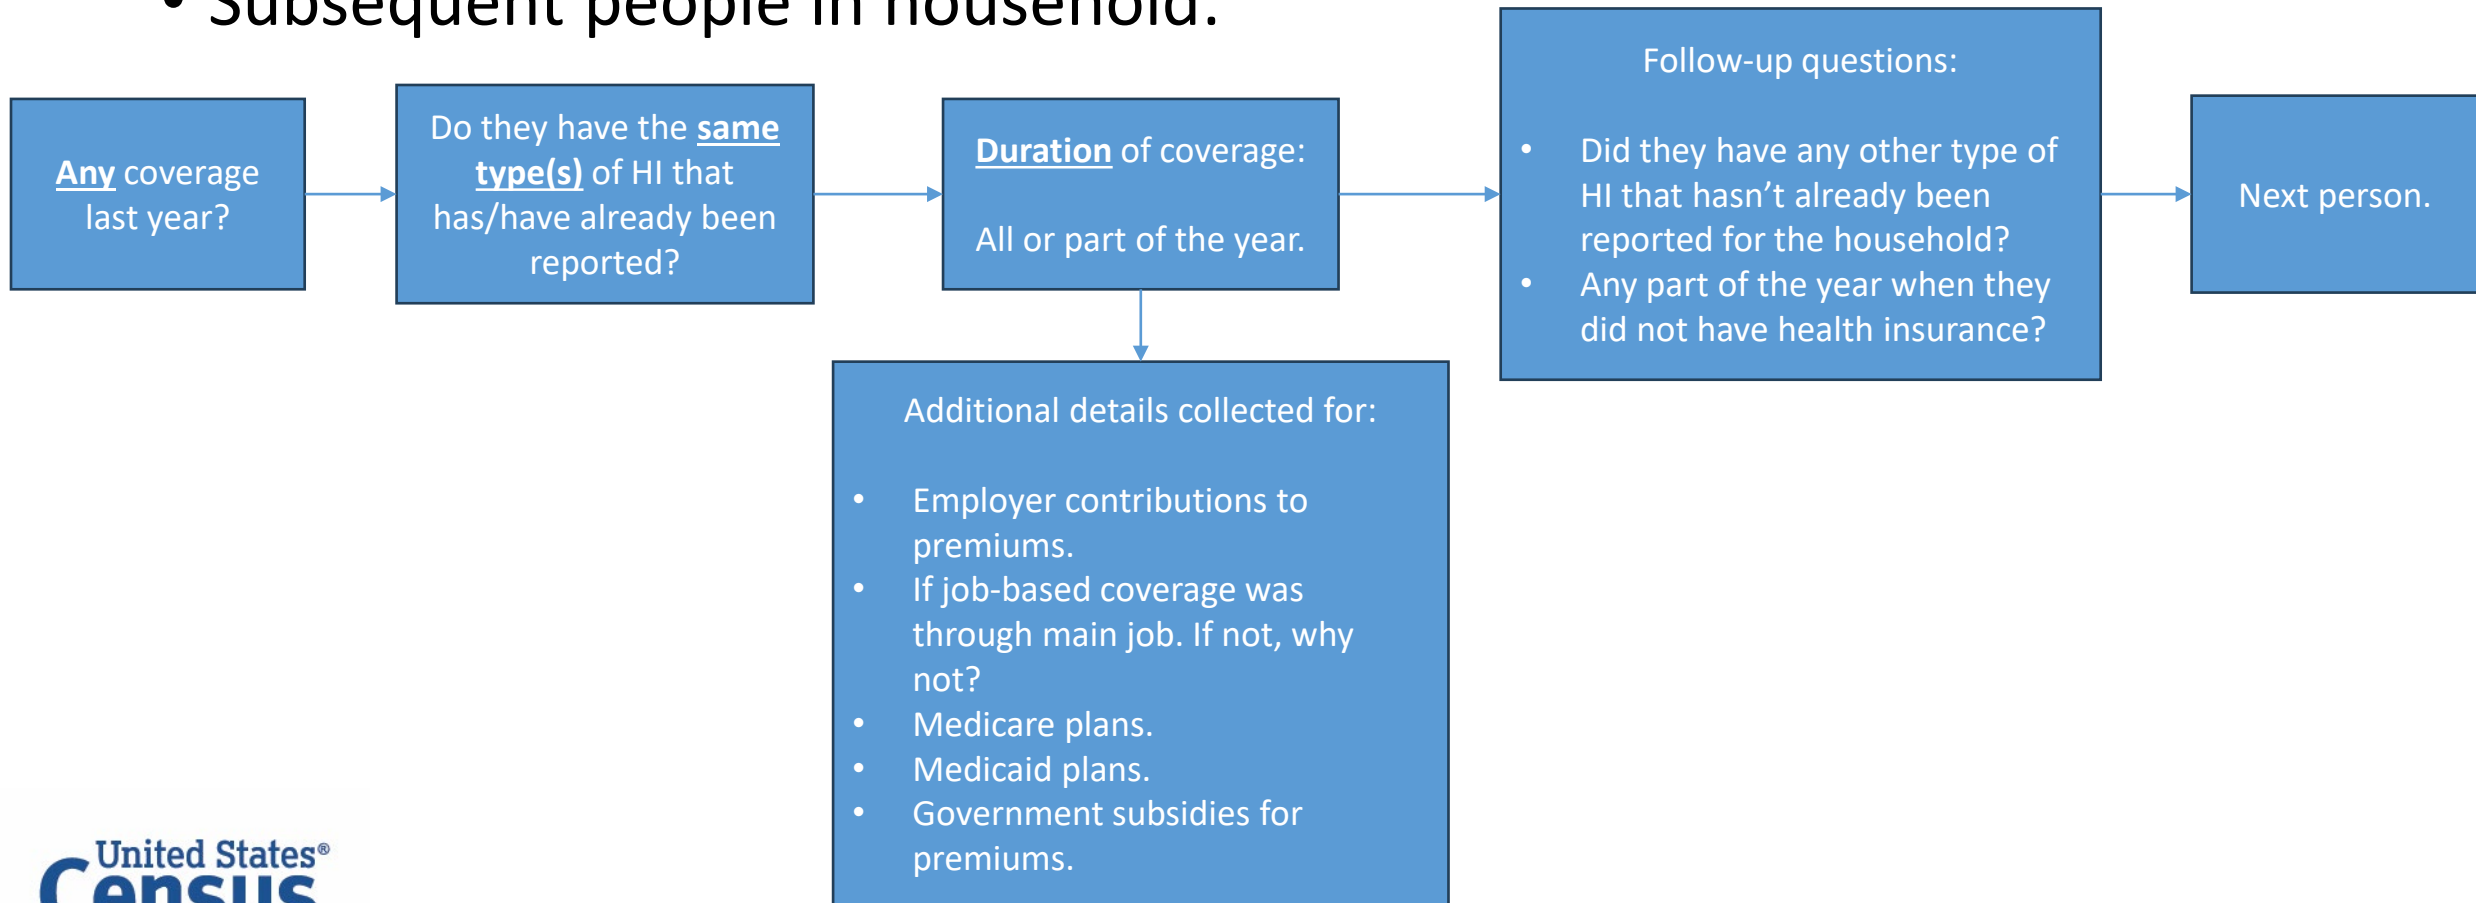 • Subsequent people in household:
Any coverage
last year?
Do they have the same
type(s) of HI that
has/have already been
reported?
Duration of coverage:
All or part of the year.
Follow-up questions:
• Did they have any other type of
HI that hasn’t already been
reported for the household?
• Any part of the year when they
did not have health insurance?
Next person.
Additional details collected for:
• Employer contributions to
premiums.
• If job-based coverage was
through main job. If not, why
not?
• Medicare plans.
• Medicaid plans.
• Government subsidies for
premiums.
United States®
Census